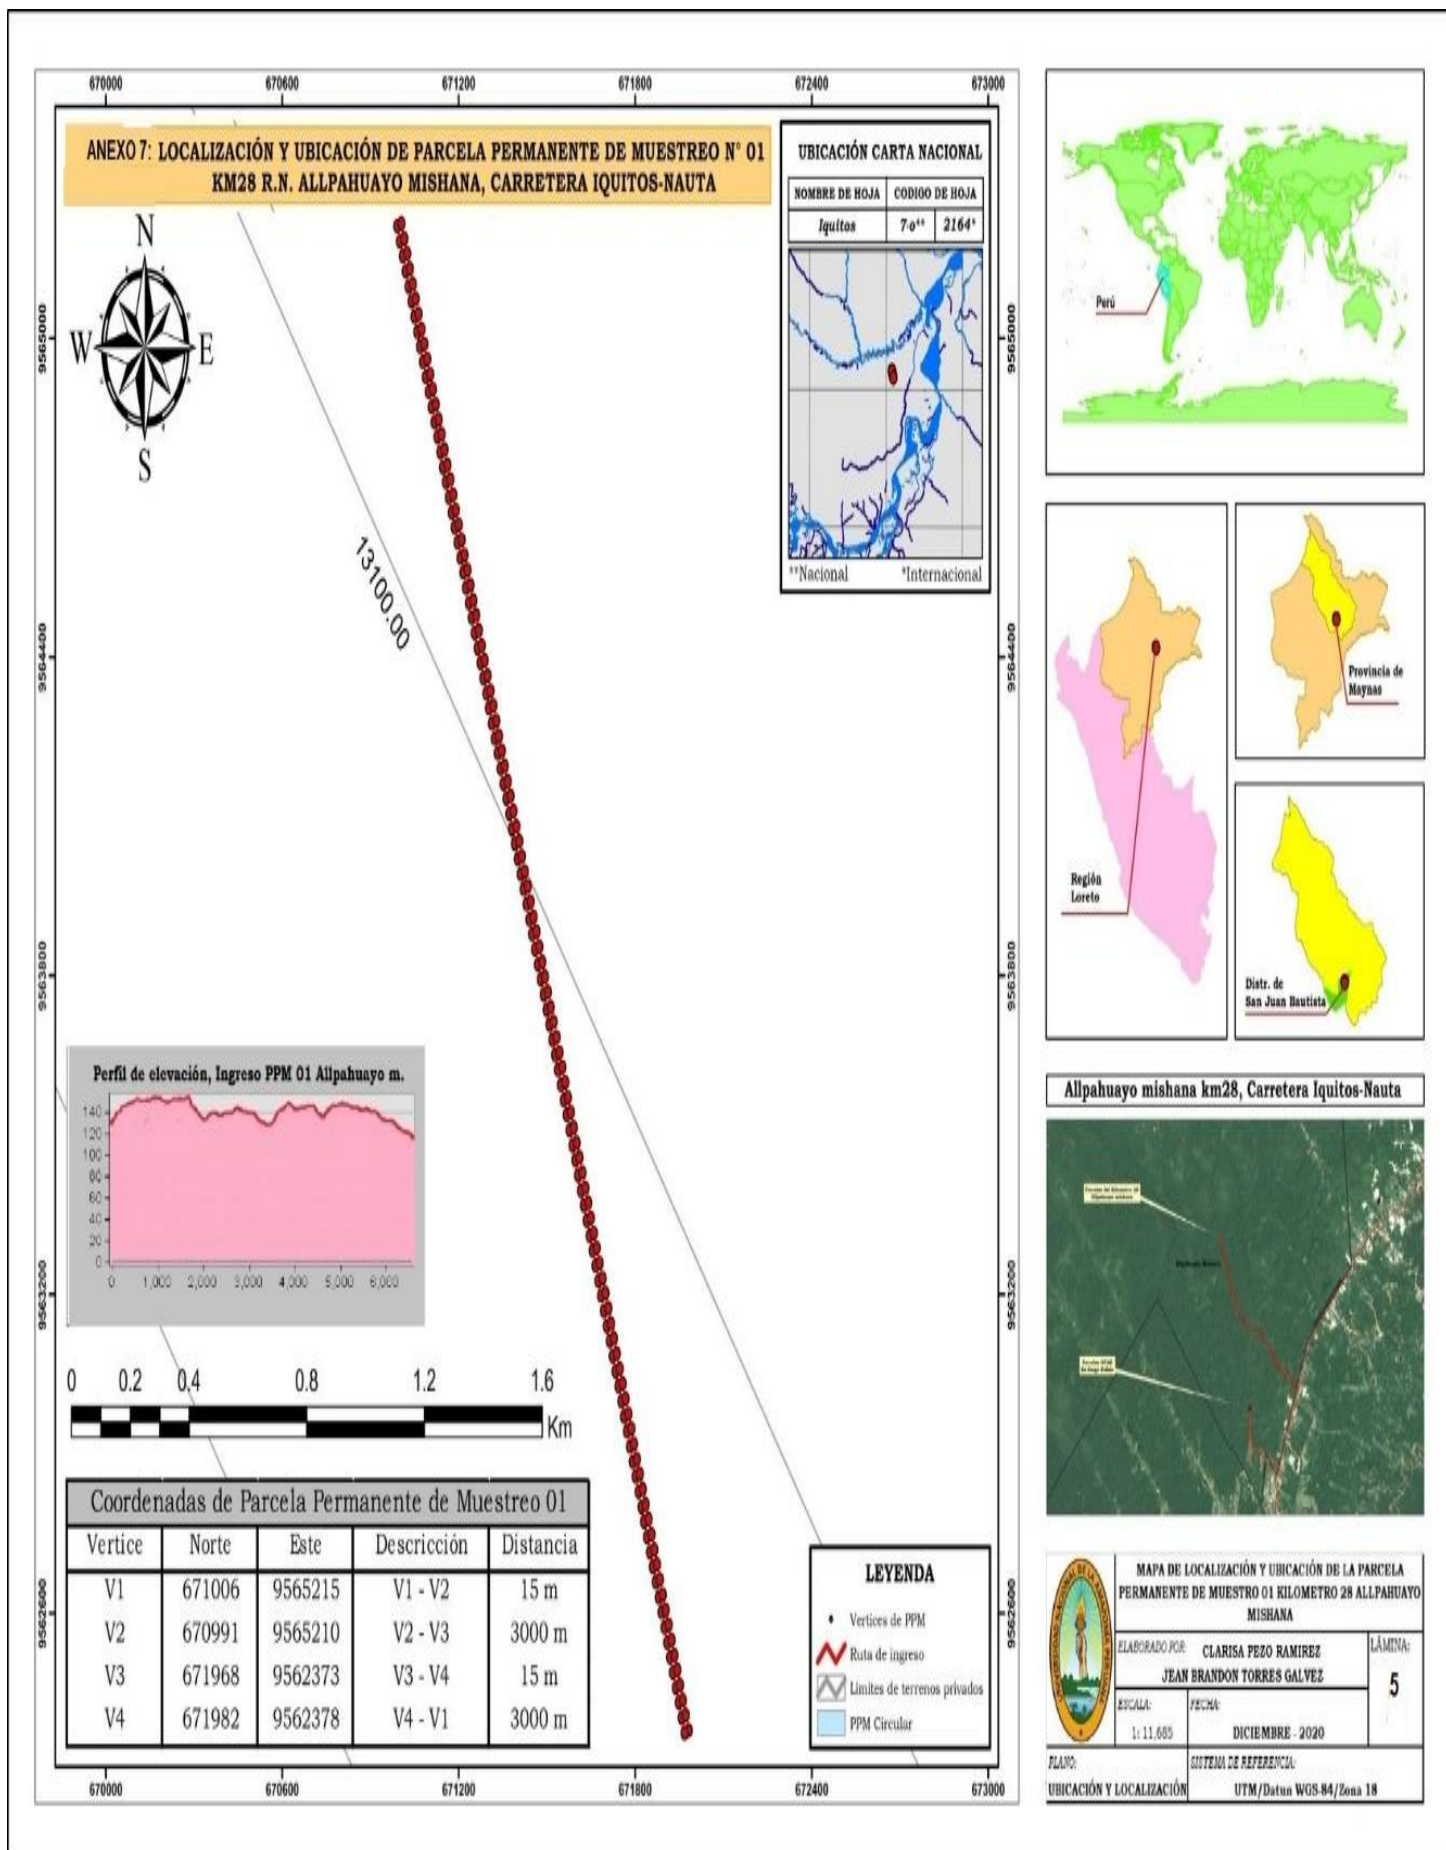 670000 670600 671200 671800 672400 673000
ANEXO 7: LOCALIZACIÓN Y UBICACIÓN DE PARCELA PERMANENTE DE MUESTREO N° 01
KM28 R.N. ALLPAHUAYO MISHANA, CARRETERA IQUITOS-NAUTA
N
W E
S
9565000
9564400
9563800
9563200
9562600
13100.00
UBICACIÓN CARTA NACIONAL
NOMBRE DE HOJA CODIGO DE HOJA
Iquitos 7-o** 2164*
**Nacional *Internacional
9565000
9564400
9563800
9563200
9562600
Perfil de elevación, Ingreso PPM 01 Allpahuayo m.
140
120
100
80
60
40
20
0
0 1,000 2,000 3,000 4,000 5,000 6,000
0 0.2 0.4 0.8 1.2 1.6
Km
Coordenadas de Parcela Permanente de Muestreo 01
Vertice Norte Este Descricción Distancia
V1 671006 9565215 V1 - V2 15 m
V2 670991 9565210 V2 - V3 3000 m
V3 671968 9562373 V3 - V4 15 m
V4 671982 9562378 V4 - V1 3000 m
LEYENDA
Vertices de PPM
Ruta de ingreso
Limites de terrenos privados
PPM Circular
670000 670600 671200 671800 672400 673000
Perú
Región
Loreto
Provincia de
Maynas
Distr. de
San Juan Bautista
Allpahuayo mishana km28, Carretera Iquitos-Nauta
MAPA DE LOCALIZACIÓN Y UBICACIÓN DE LA PARCELA
PERMANENTE DE MUESTRO 01 KILOMETRO 28 ALLPAHUAYO
MISHANA
ELABORADO POR: CLARISA PEZO RAMIREZ
JEAN BRANDON TORRES GALVEZ
LÁMINA:
5
ESCALA:
1: 11,685
FECHA:
DICIEMBRE - 2020
PLANO:
UBICACIÓN Y LOCALIZACIÓN
SISTEMA DE REFERENCIA:
UTM/Datun WGS-84/Zona 18